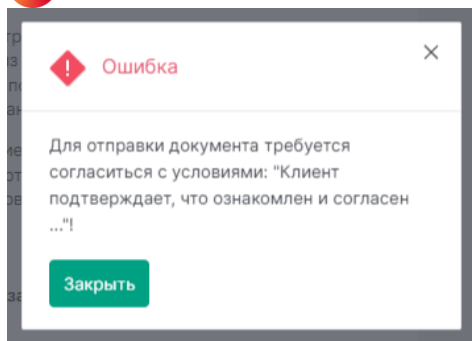 Ошибка
Для отправки документа требуется
согласиться с условиями: "Клиент
подтверждает, что ознакомлен и согласен
..."!
Закрыть